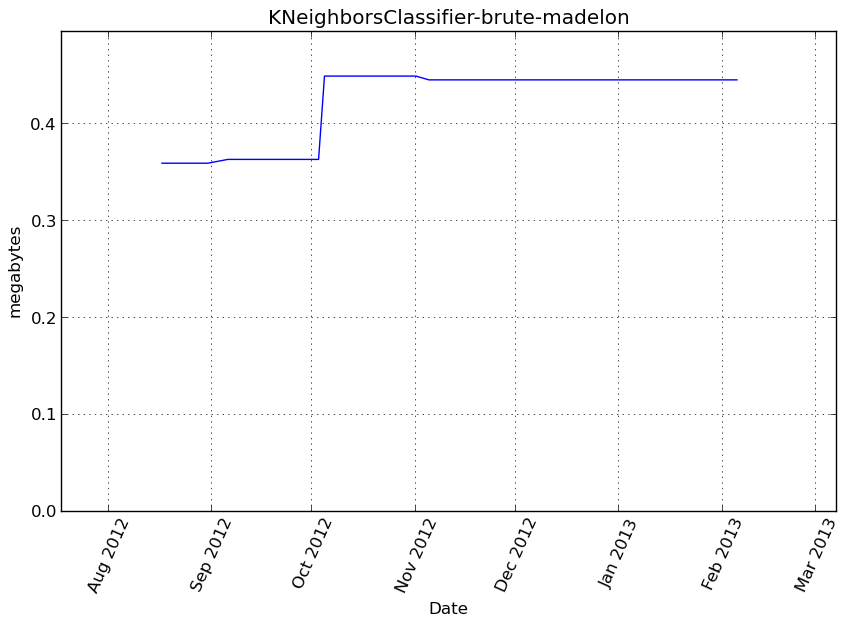 KNeighborsClassifier-brute-madelon
megabytes
0.4
0.3
0.2
0.1
0.0
Aug 2012
Sep 2012
Oct 2012
Nov 2012
Dec 2012
Jan 2013
Feb 2013
Mar 2013
Date